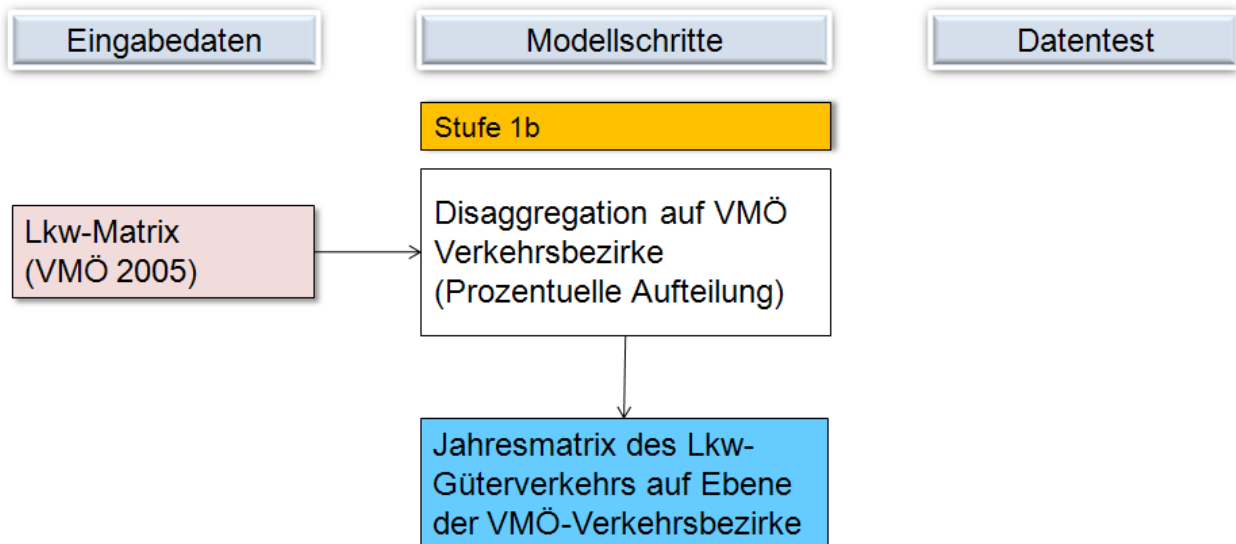 Eingabedaten
Modellschritte
Datentest
Stufe 1b
Lkw-Matrix
(VMÖ 2005)
Disaggregation auf VMÖ
Verkehrsbezirke
(Prozentuelle Aufteilung)
Jahresmatrix des Lkw-
Güterverkehrs auf Ebene
der VMÖ-Verkehrsbezirke